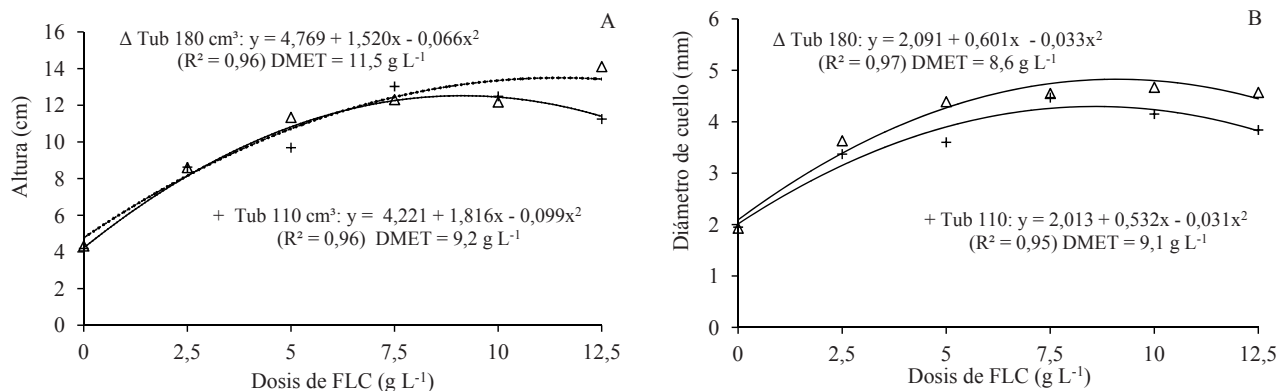 A
Δ Tub 180 cm³: y = 4,769 + 1,520x - 0,066x²
(R² = 0,96) DMET = 11,5 g L⁻¹
+ Tub 110 cm³: y = 4,221 + 1,816x - 0,099x²
(R² = 0,96) DMET = 9,2 g L⁻¹
Altura (cm)
16
14
12
10
8
6
4
2
0
0 2,5 5 7,5 10 12,5
Dosis de FLC (g L⁻¹)
B
Δ Tub 180: y = 2,091 + 0,601x - 0,033x²
(R² = 0,97) DMET = 8,6 g L⁻¹
+ Tub 110: y = 2,013 + 0,532x - 0,031x²
(R² = 0,95) DMET = 9,1 g L⁻¹
Diámetro de cuello (mm)
6
5
4
3
2
1
0
0 2,5 5 7,5 10 12,5
Dosis de FLC (g L⁻¹)